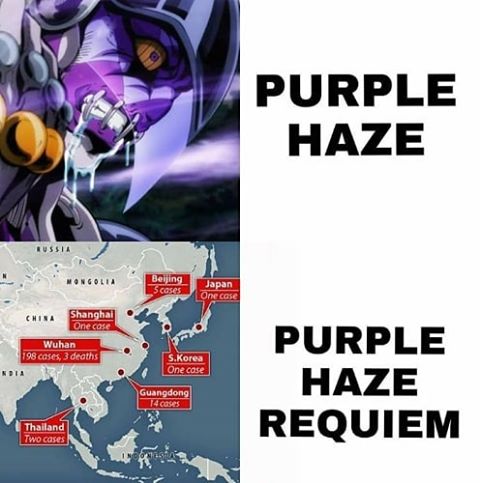 PURPLE
HAZE
RUSSIA
MONGOLIA
Beijing
5 cases
Japan
One case
CHINA
Shanghai
One case
Wuhan
198 cases, 3 deaths
S.Korea
One case
Guangdong
14 cases
Thailand
Two cases
INDONESIA
PURPLE
HAZE
REQUIEM